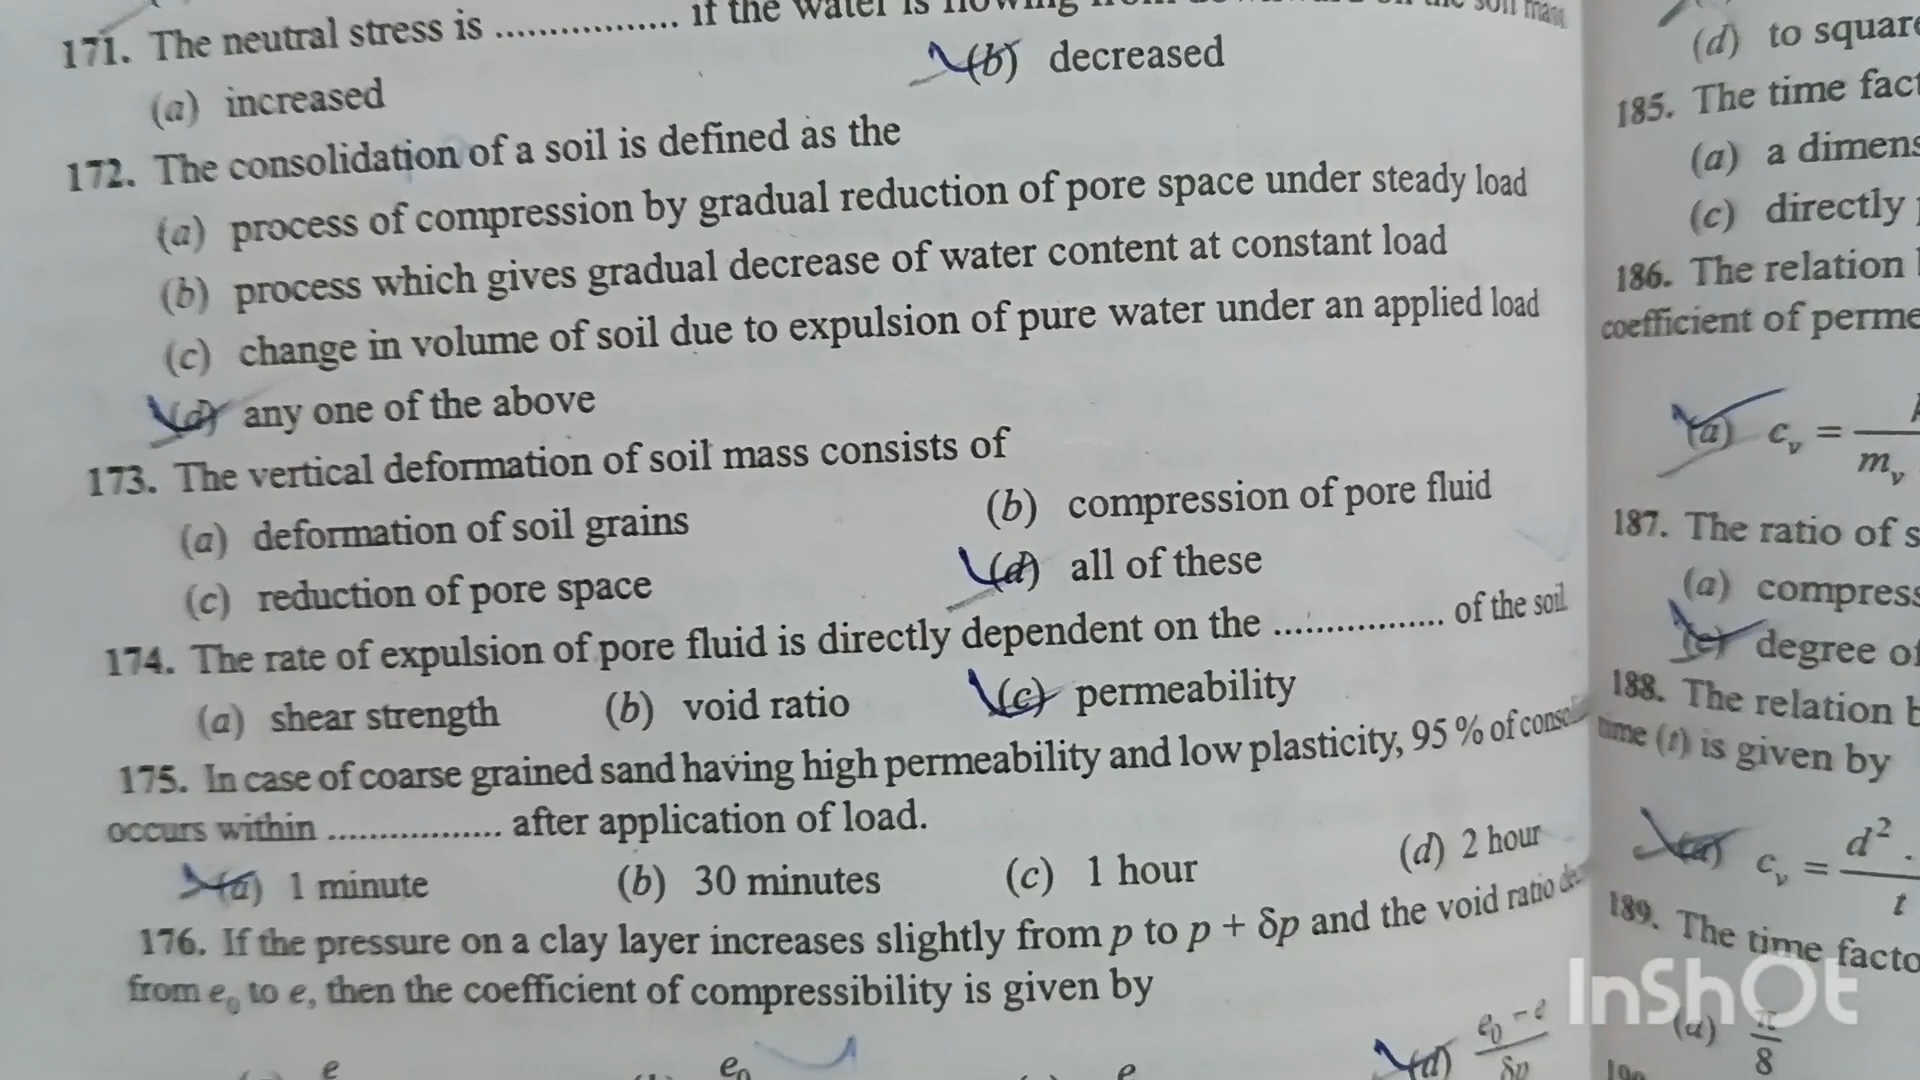 171. The neutral stress is ................. if the water is flowing from
(a) increased
(b) decreased
172. The consolidation of a soil is defined as the
(a) process of compression by gradual reduction of pore space under steady load
(b) process which gives gradual decrease of water content at constant load
(c) change in volume of soil due to expulsion of pure water under an applied load
(d) any one of the above
173. The vertical deformation of soil mass consists of
(a) deformation of soil grains
(b) compression of pore fluid
(c) reduction of pore space
(d) all of these
174. The rate of expulsion of pore fluid is directly dependent on the ................. of the soil
(a) shear strength (b) void ratio (c) permeability
175. In case of coarse grained sand having high permeability and low plasticity, 95 % of
occurs within ................. after application of load.
(a) 1 minute (b) 30 minutes (c) 1 hour (d) 2 hour
176. If the pressure on a clay layer increases slightly from p to p + δp and the void ratio
from e₀ to e, then the coefficient of compressibility is given by
e e₀ e (d) e₀ − e / δp
(d) to square
185. The time fact
(a) a dimens
(c) directly
186. The relation
coefficient of perme
(a) cᵥ = / mᵥ
187. The ratio of s
(a) compress
(c) degree of
188. The relation b
time (t) is given by
(a) cᵥ = d² . / t
189. The time facto
(a) π / 8
190
InShOt